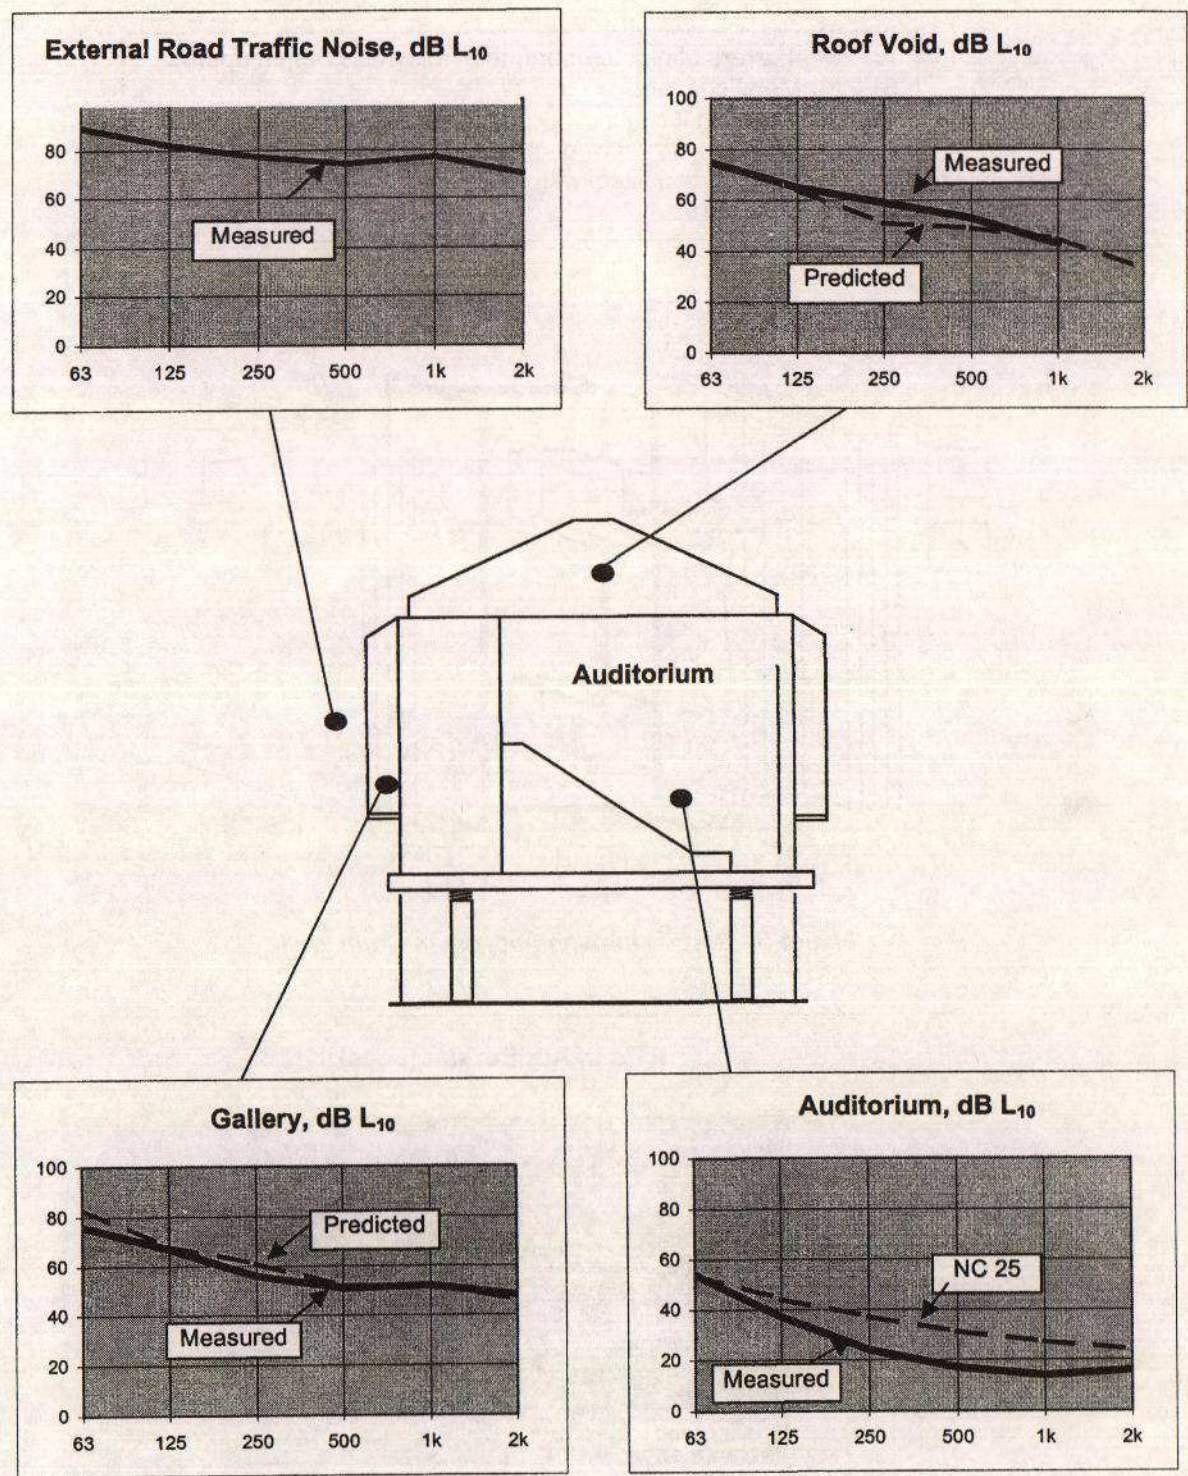 External Road Traffic Noise, dB L10
80
60
40
20
0
63 125 250 500 1k 2k
Measured
Roof Void, dB L10
100
80
60
40
20
0
63 125 250 500 1k 2k
Measured
Predicted
Auditorium
Gallery, dB L10
100
80
60
40
20
0
63 125 250 500 1k 2k
Predicted
Measured
Auditorium, dB L10
100
80
60
40
20
0
63 125 250 500 1k 2k
NC 25
Measured